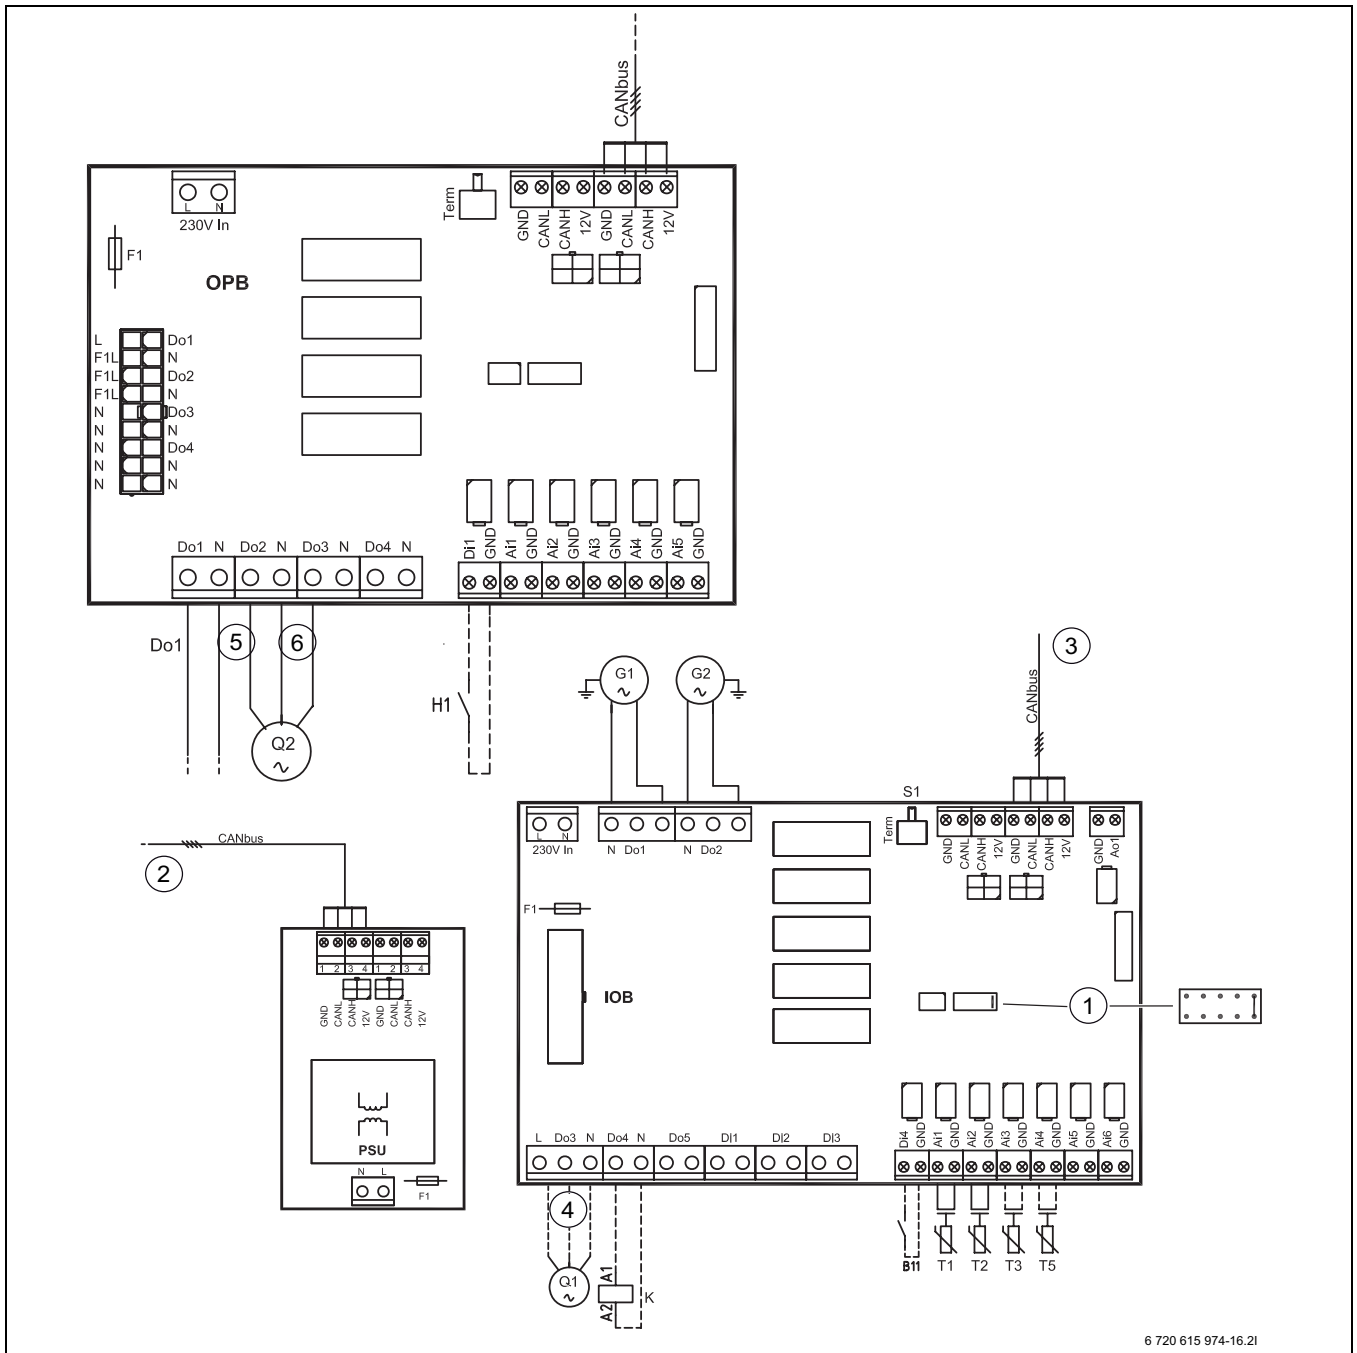 CANbus
L N
230V In
Term
GND CANL CANH 12V GND CANL CANH 12V
F1
OPB
L Do1
F1L N
F1L Do2
F1L N
N Do3
N N
N Do4
N N
N N
Do1 N Do2 N Do3 N Do4 N
Di1 GND Ai1 GND Ai2 GND Ai3 GND Ai4 GND Ai5 GND
Do1
5
6
Q2
H1
G1
G2
3
CANbus
S1
Term
L N
230V In
N Do1 N Do2
GND CANL CANH 12V GND CANL CANH 12V
GND Ao1
CANbus
2
F1
IOB
1
1 2 3 4 1 2 3 4
GND CANL CANH 12V GND CANL CANH 12V
PSU
N L
F1
L Do3 N Do4 N Do5 DI1 DI2 DI3
Di4 GND Ai1 GND Ai2 GND Ai3 GND Ai4 GND Ai5 GND Ai6 GND
4
Q1
A1
A2
K
B11 T1 T2 T3 T5
6 720 615 974-16.2I